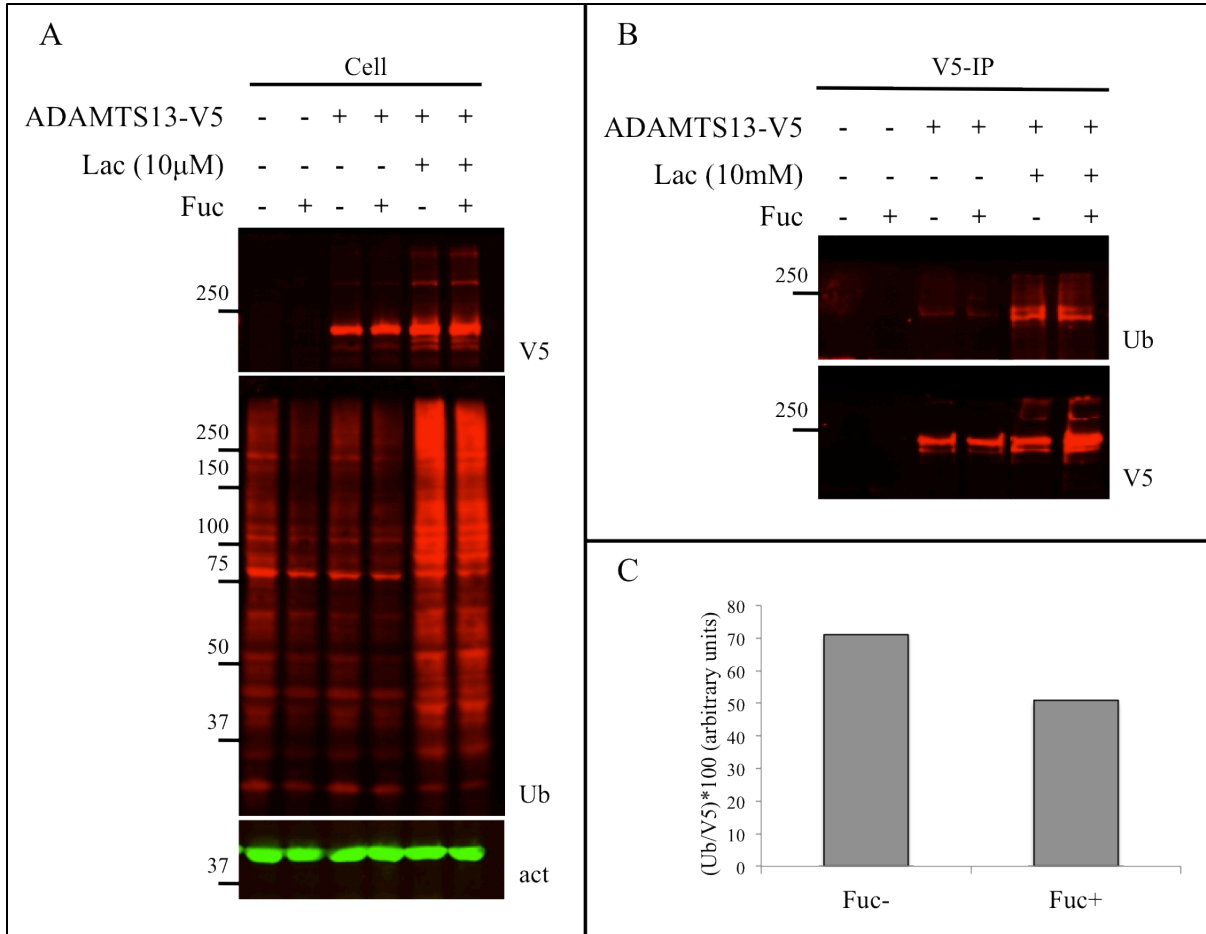 A
Cell
ADAMTS13-V5 - - + + + +
Lac (10μM) - - - - + +
Fuc - + - + - +
250
V5
250
150
100
75
50
37
Ub
37
act
B
V5-IP
ADAMTS13-V5 - - + + + +
Lac (10mM) - - - - + +
Fuc - + - + - +
250
Ub
250
V5
C
(Ub/V5)*100 (arbitrary units)
80
70
60
50
40
30
20
10
0
Fuc- Fuc+